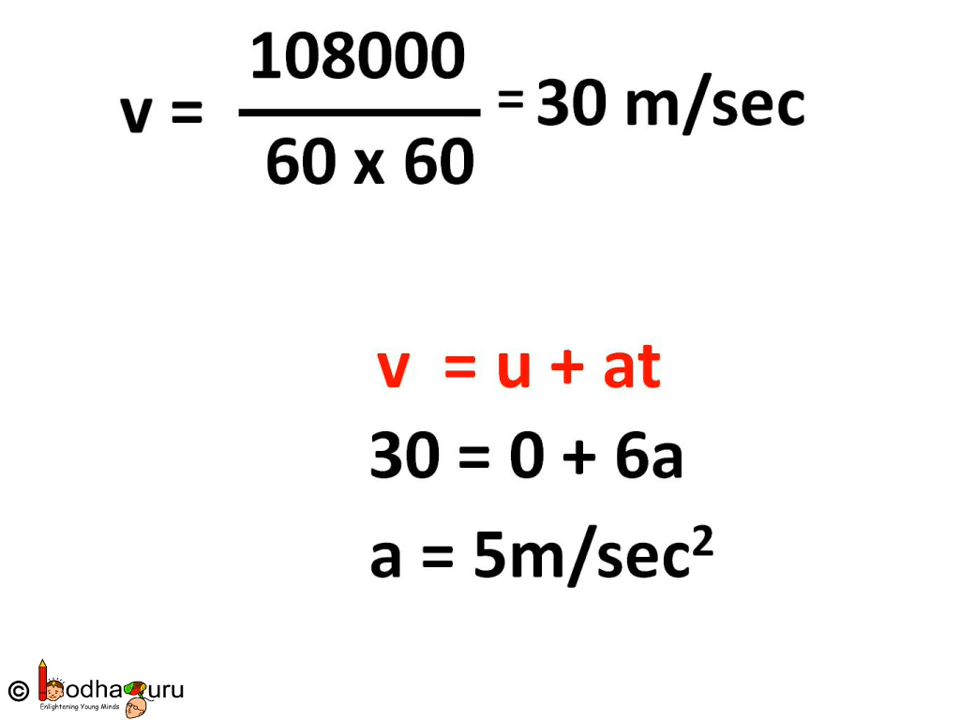 v = 108000 / 60 x 60 = 30 m/sec
v = u + at
30 = 0 + 6a
a = 5m/sec²
© BodhaGuru
Enlightening Young Minds